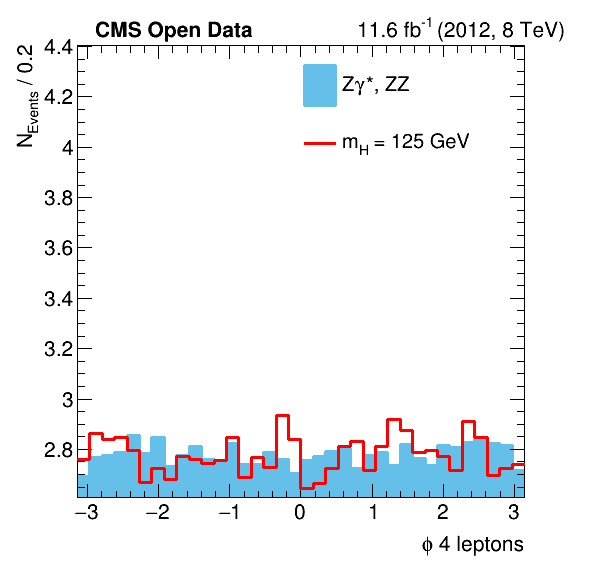 CMS Open Data
11.6 fb⁻¹ (2012, 8 TeV)
N_Events / 0.2
4.4
4.2
4
3.8
3.6
3.4
3.2
3
2.8
Zγ*, ZZ
m_H = 125 GeV
−3 −2 −1 0 1 2 3
ϕ 4 leptons